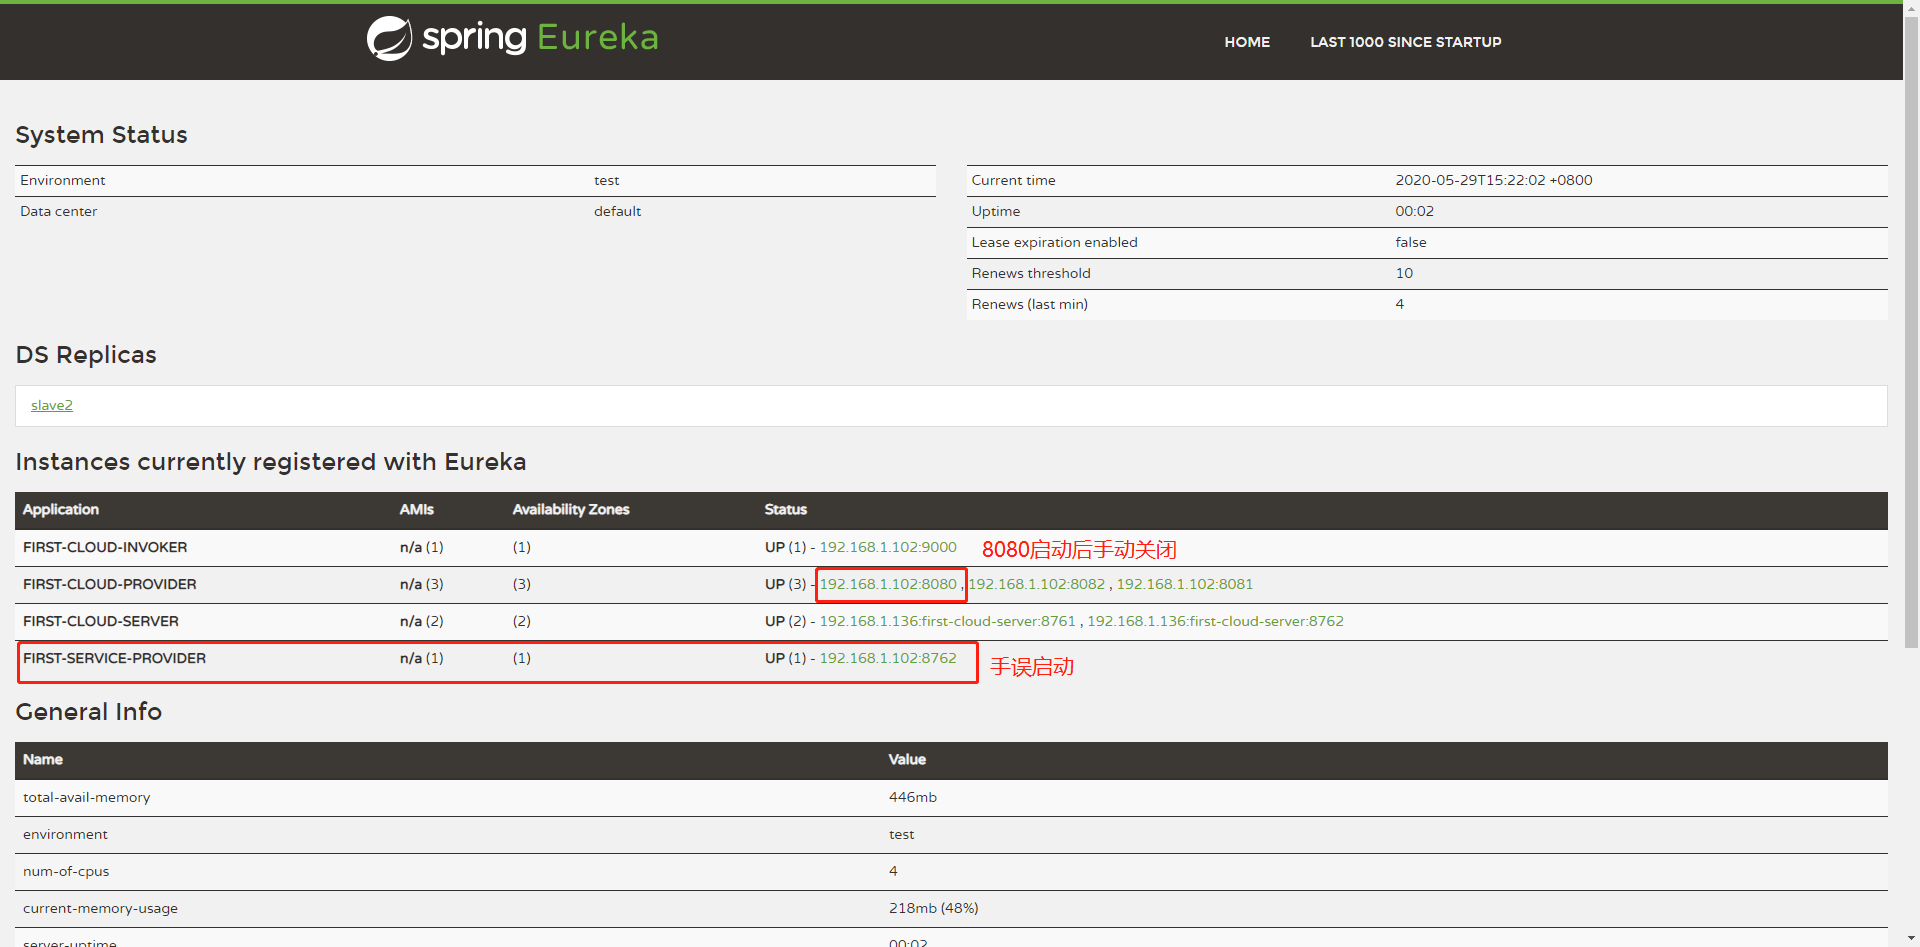 spring Eureka
HOME LAST 1000 SINCE STARTUP
System Status
Environment test
Data center default
Current time 2020-05-29T15:22:02 +0800
Uptime 00:02
Lease expiration enabled false
Renews threshold 10
Renews (last min) 4
DS Replicas
slave2
Instances currently registered with Eureka
Application AMIs Availability Zones Status
FIRST-CLOUD-INVOKER n/a (1) (1) UP (1) - 192.168.1.102:9000 8080启动后手动关闭
FIRST-CLOUD-PROVIDER n/a (3) (3) UP (3) - 192.168.1.102:8080 , 192.168.1.102:8082 , 192.168.1.102:8081
FIRST-CLOUD-SERVER n/a (2) (2) UP (2) - 192.168.1.136:first-cloud-server:8761 , 192.168.1.136:first-cloud-server:8762
FIRST-SERVICE-PROVIDER n/a (1) (1) UP (1) - 192.168.1.102:8762 手误启动
General Info
Name Value
total-avail-memory 446mb
environment test
num-of-cpus 4
current-memory-usage 218mb (48%)
server-uptime 00:02